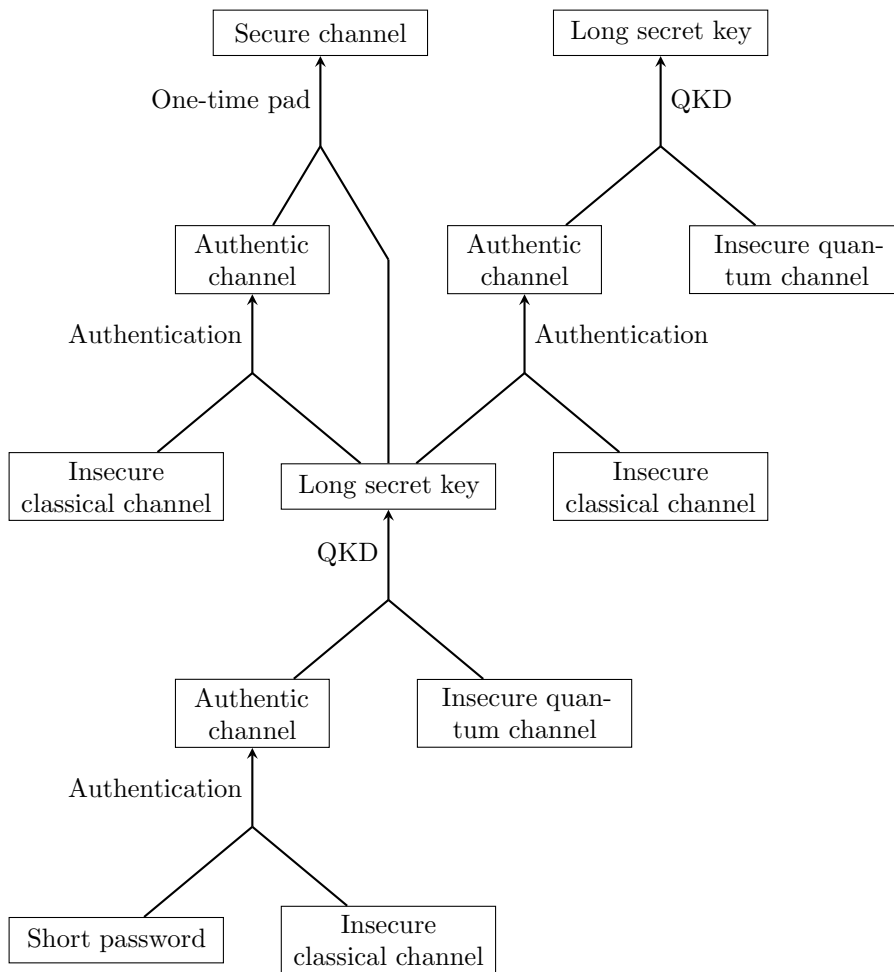 Secure channel
Long secret key
One-time pad
QKD
Authentic
channel
Authentic
channel
Insecure quan-
tum channel
Authentication
Authentication
Insecure
classical channel
Long secret key
Insecure
classical channel
QKD
Authentic
channel
Insecure quan-
tum channel
Authentication
Short password
Insecure
classical channel